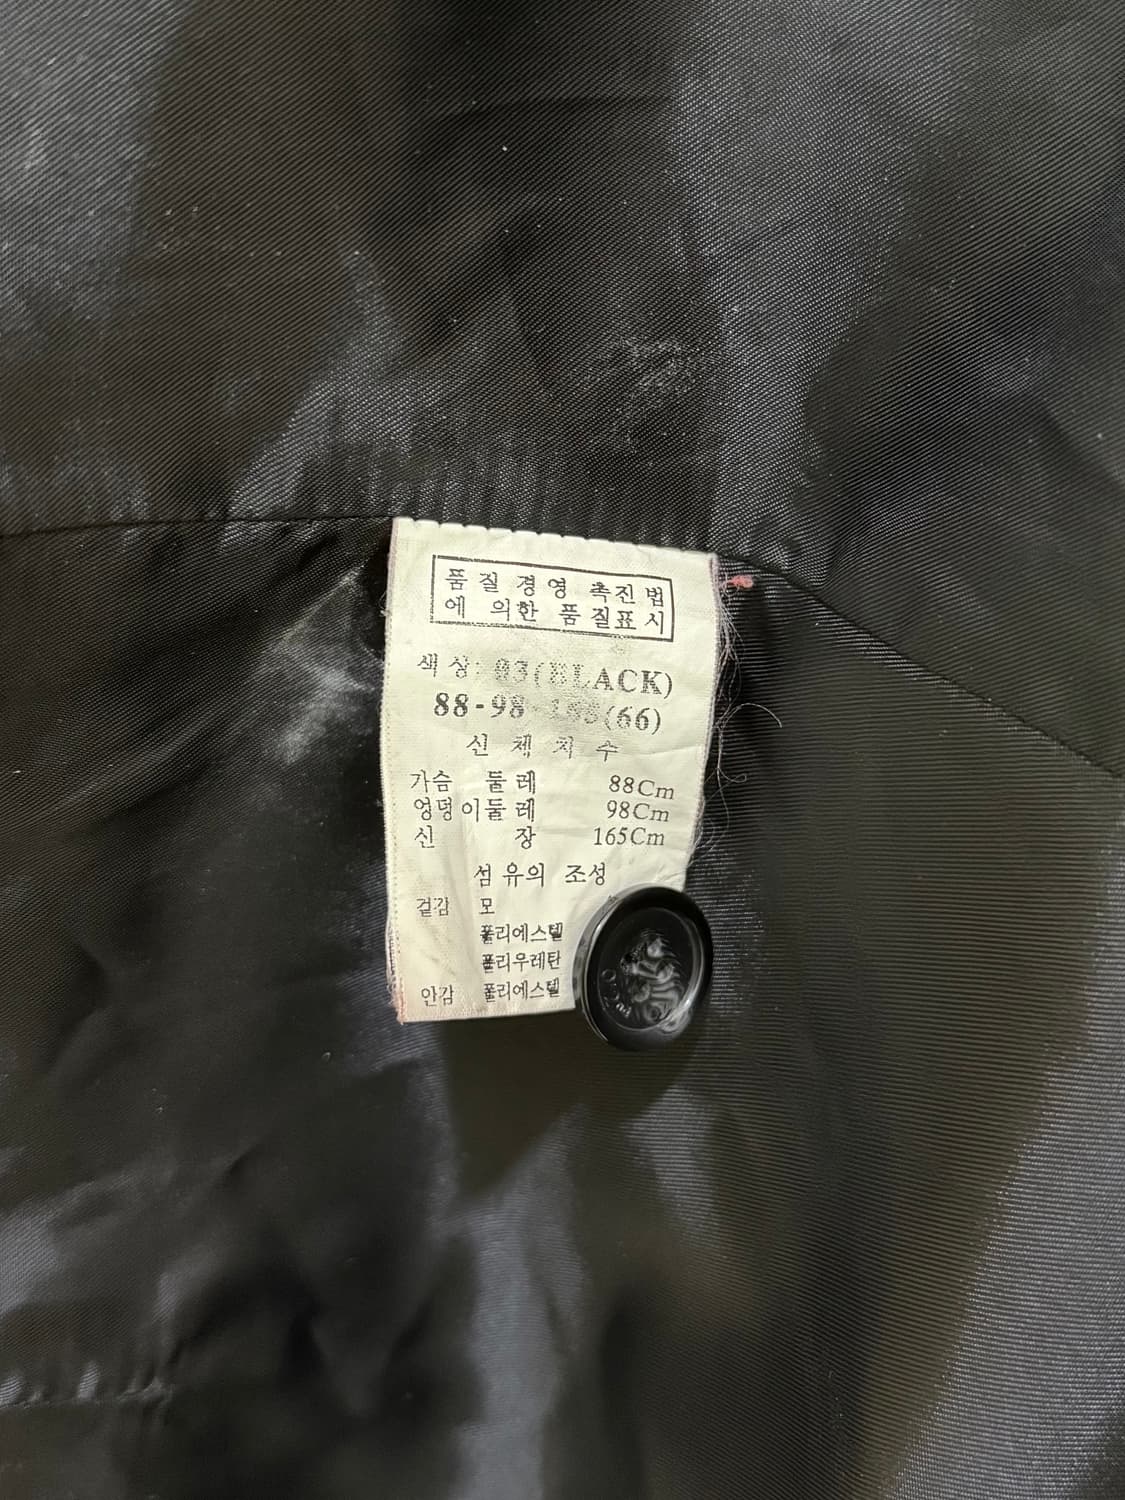 품질경영 촉진법
에 의한 품질표시
색상: 03(BLACK)
88-98 (66)
신체치수
가슴 둘레 88Cm
엉덩이둘레 98Cm
신 장 165Cm
섬유의 조성
겉감 모
폴리에스텔
폴리우레탄
안감 폴리에스텔